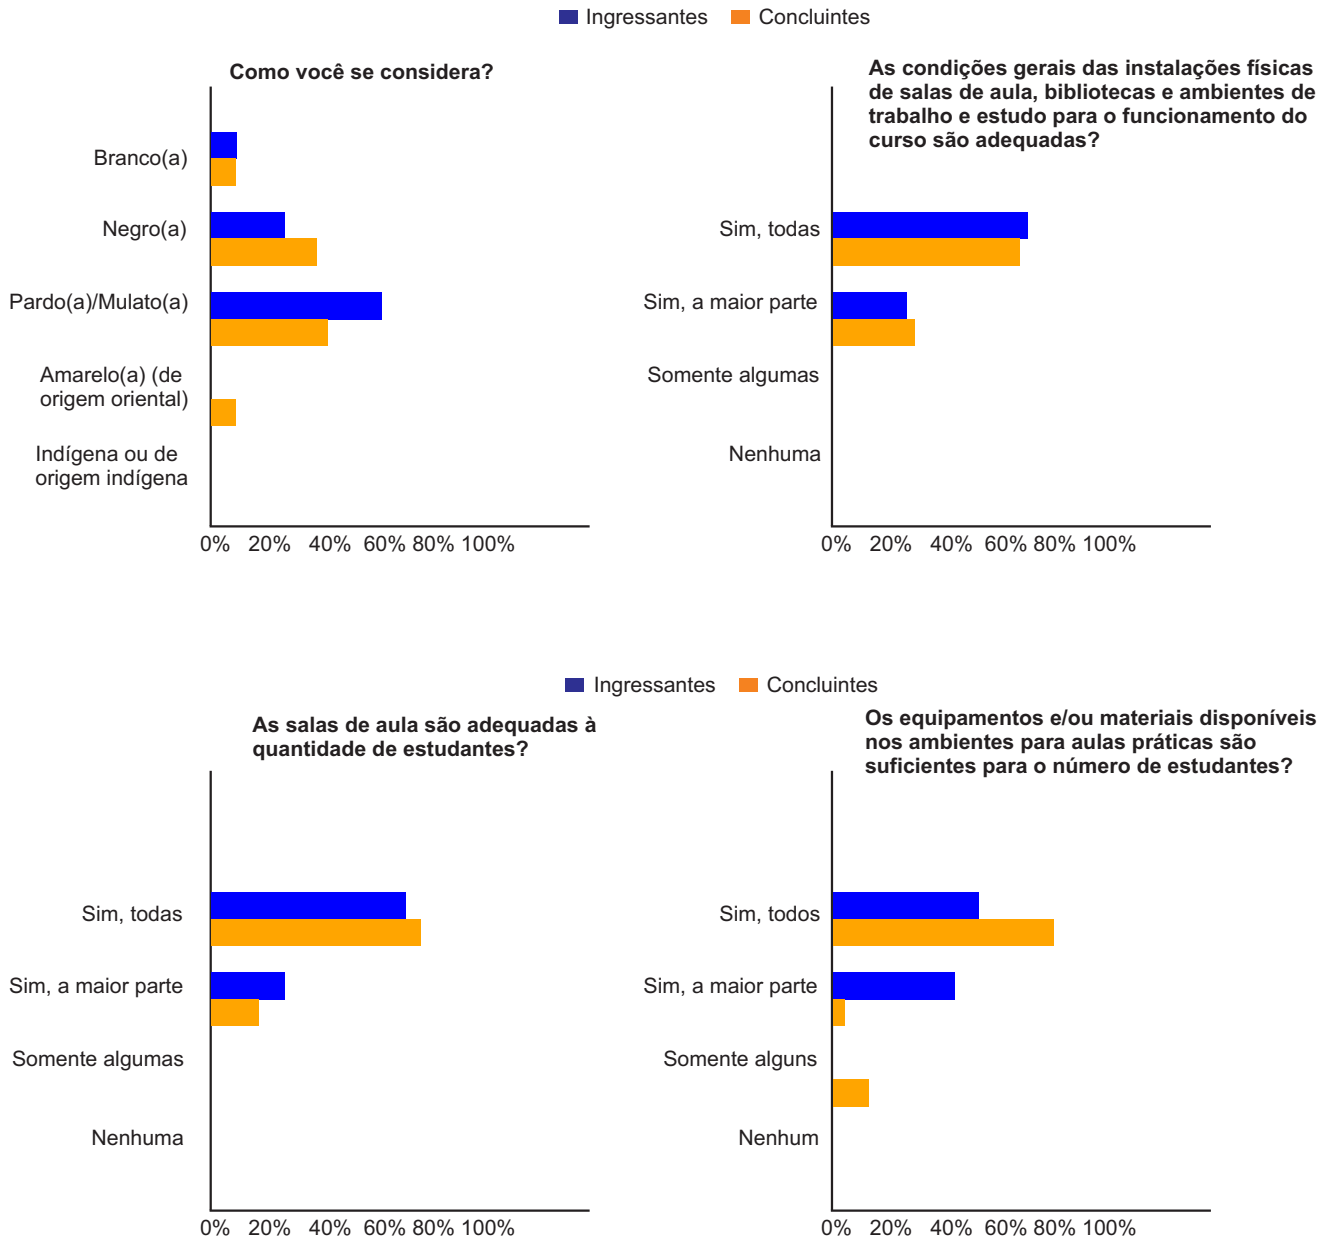 Ingressantes Concluintes
Como você se considera?
Branco(a)
Negro(a)
Pardo(a)/Mulato(a)
Amarelo(a) (de
origem oriental)
Indígena ou de
origem indígena
0% 20% 40% 60% 80% 100%
As condições gerais das instalações físicas
de salas de aula, bibliotecas e ambientes de
trabalho e estudo para o funcionamento do
curso são adequadas?
Sim, todas
Sim, a maior parte
Somente algumas
Nenhuma
0% 20% 40% 60% 80% 100%
Ingressantes Concluintes
As salas de aula são adequadas à
quantidade de estudantes?
Sim, todas
Sim, a maior parte
Somente algumas
Nenhuma
0% 20% 40% 60% 80% 100%
Os equipamentos e/ou materiais disponíveis
nos ambientes para aulas práticas são
suficientes para o número de estudantes?
Sim, todos
Sim, a maior parte
Somente alguns
Nenhum
0% 20% 40% 60% 80% 100%